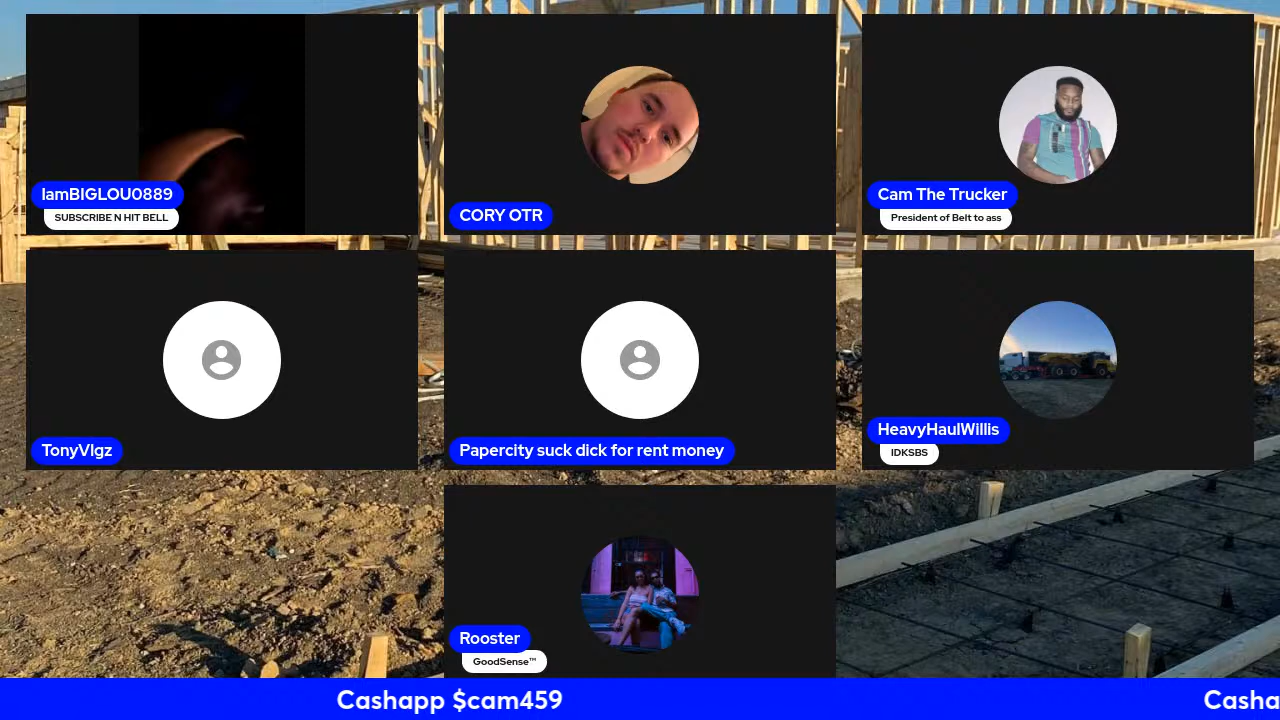 IamBIGLOU0889
SUBSCRIBE N HIT BELL
CORY OTR
Cam The Trucker
President of Belt to ass
TonyVlgz
Papercity suck dick for rent money
HeavyHaulWillis
IDKSBS
Rooster
GoodSense™
Cashapp $cam459
Casha